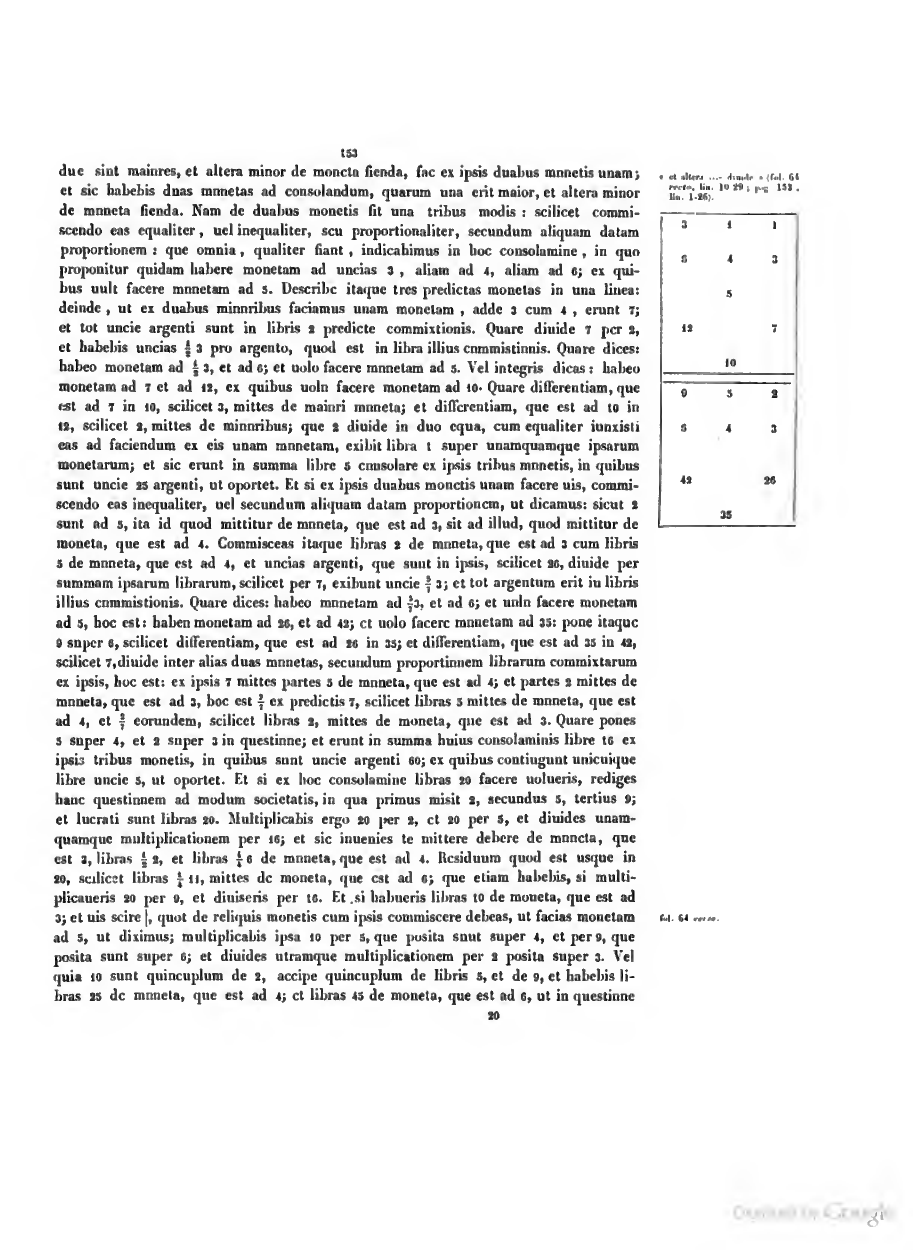 153
due sint maiores, et altera minor de moneta fienda, fac ex ipsis duabus monetis unam;
et sic habebis duas monetas ad consolandum, quarum una erit maior, et altera minor
de moneta fienda. Nam de duabus monetis fit una tribus modis : scilicet commi-
scendo eas equaliter , uel inequaliter, seu proportionaliter, secundum aliquam datam
proportionem : que omnia , qualiter fiant , indicabimus in hoc consolamine , in quo
proponitur quidam habere monetam ad uncias 3 , aliam ad 4, aliam ad 6; ex qui-
bus uult facere monetam ad 5. Describe itaque tres predictas monetas in una linea:
deinde , ut ex duabus minoribus faciamus unam monetam , adde 3 cum 4 , erunt 7;
et tot uncie argenti sunt in libris 2 predicte commixtionis. Quare diuide 7 per 2,
et habebis uncias 1/2 3 pro argento, quod est in libra illius commistionis. Quare dices:
habeo monetam ad 1/2 3, et ad 6; et uolo facere monetam ad 5. Vel integris dicas : habeo
monetam ad 7 et ad 12, ex quibus uolo facere monetam ad 10. Quare differentiam, que
est ad 7 in 10, scilicet 3, mittes de maiori moneta; et differentiam, que est ad 10 in
12, scilicet 2, mittes de minoribus; que 2 diuide in duo equa, cum equaliter iunxisti
eas ad faciendum ex eis unam monetam, exibit libra 1 super unamquamque ipsarum
monetarum; et sic erunt in summa libre 5 consolare ex ipsis tribus monetis, in quibus
sunt uncie 25 argenti, ut oportet. Et si ex ipsis duabus monetis unam facere uis, commi-
scendo eas inequaliter, uel secundum aliquam datam proportionem, ut dicamus: sicut 2
sunt ad 5, ita id quod mittitur de moneta, que est ad 3, sit ad illud, quod mittitur de
moneta, que est ad 4. Commisceas itaque libras 2 de moneta, que est ad 3 cum libris
5 de moneta, que est ad 4, et uncias argenti, que sunt in ipsis, scilicet 26, diuide per
summam ipsarum librarum, scilicet per 7, exibunt uncie 5/7 3; et tot argentum erit in libris
illius commistionis. Quare dices: habeo monetam ad 5/7 3, et ad 6; et uolo facere monetam
ad 5, hoc est: habeo monetam ad 26, et ad 42; et uolo facere monetam ad 35: pone itaque
9 super 6, scilicet differentiam, que est ad 26 in 35; et differentiam, que est ad 35 in 42,
scilicet 7, diuide inter alias duas monetas, secundum proportionem librarum commixtarum
ex ipsis, hoc est: ex ipsis 7 mittes partes 5 de moneta, que est ad 4; et partes 2 mittes de
moneta, que est ad 3, hoc est 5/7 ex predictis 7, scilicet libras 5 mittes de moneta, que est
ad 4, et 2/7 eorundem, scilicet libras 2, mittes de moneta, que est ad 3. Quare pones
5 super 4, et 2 super 3 in questione; et erunt in summa huius consolaminis libre 16 ex
ipsis tribus monetis, in quibus sunt uncie argenti 80; ex quibus contiugunt unicuique
libre uncie 5, ut oportet. Et si ex hoc consolamine libras 20 facere uolueris, rediges
hanc questionem ad modum societatis, in qua primus misit 2, secundus 5, tertius 9;
et lucrati sunt libras 20. Multiplicabis ergo 20 per 2, et 20 per 5, et diuides unam-
quamque multiplicationem per 16; et sic inuenies te mittere debere de moneta, que
est 3, libras 1/2 2, et libras 1/4 6 de moneta, que est ad 4. Residuum quod est usque in
20, scilicet libras 1/4 11, mittes de moneta, que est ad 6; que etiam habebis, si multi-
plicaueris 20 per 9, et diuiseris per 16. Et .si habueris libras 10 de moneta, que est ad
3; et uis scire |, quot de reliquis monetis cum ipsis commiscere debeas, ut facias monetam
ad 5, ut diximus; multiplicabis ipsa 10 per 5, que posita sunt super 4, et per 9, que
posita sunt super 6; et diuides utramque multiplicationem per 2 posita super 3. Vel
quia 10 sunt quincuplum de 2, accipe quincuplum de libris 5, et de 9, et habebis li-
bras 25 de moneta, que est ad 4; et libras 45 de moneta, que est ad 6, ut in questione
20
« et altera ...- diuide » (fol. 64
recto, lin. 10-29 ; pag. 153 ,
lin. 1-26).
3 1 1
6 4 3
5
12 7
10
9 5 2
6 4 3
42 26
35
fol. 64 verso.
Digitized by Google